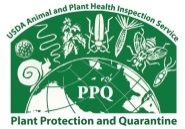 USDA Animal and Plant Health Inspection Service
PPQ
Plant Protection and Quarantine